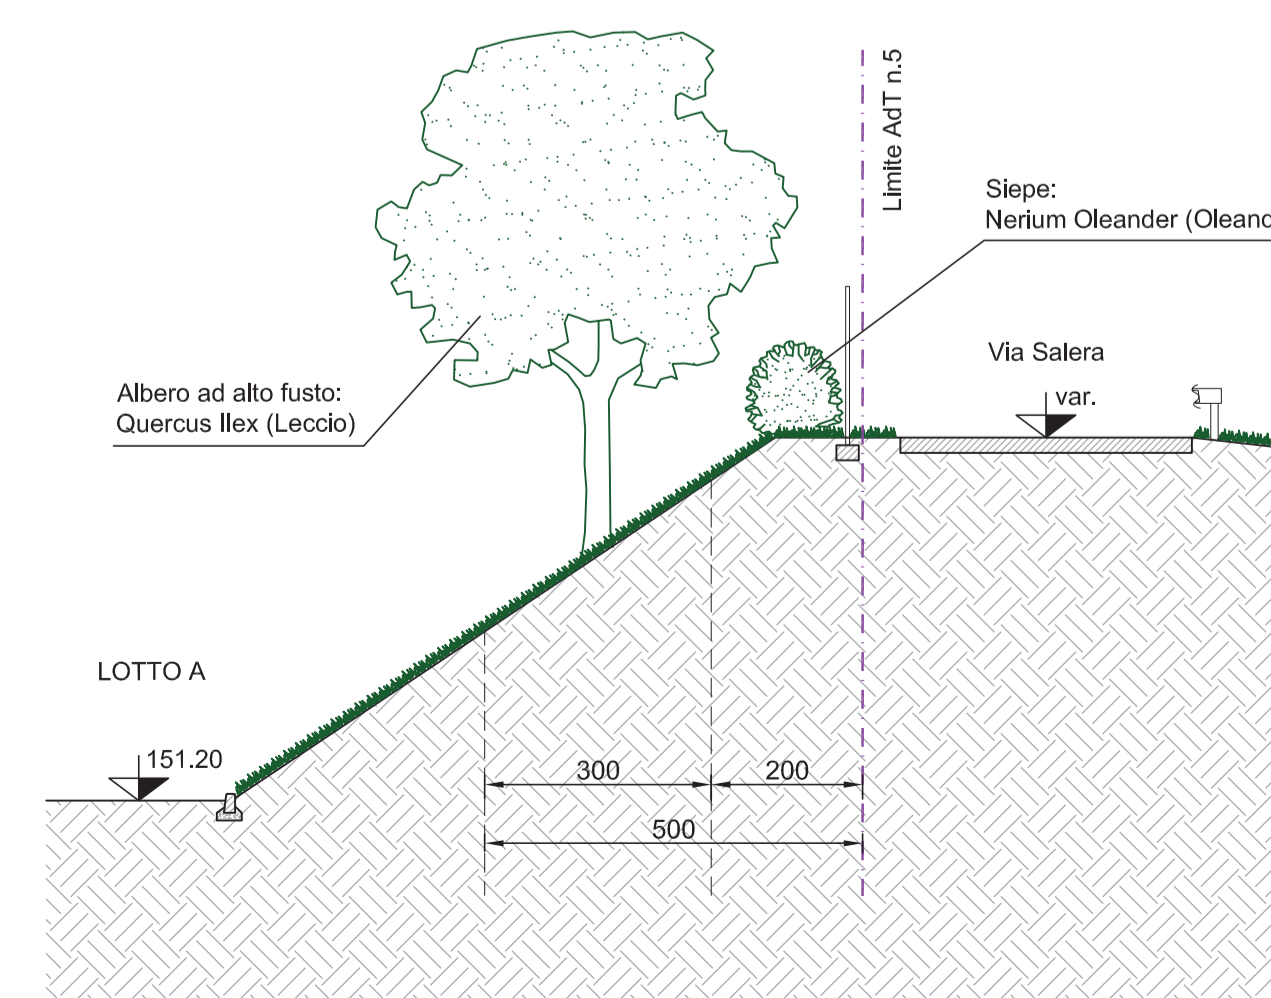 Limite AdT n.5
Siepe:
Nerium Oleander (Oleand
Via Salera
var.
Albero ad alto fusto:
Quercus Ilex (Leccio)
LOTTO A
151.20
300
200
500